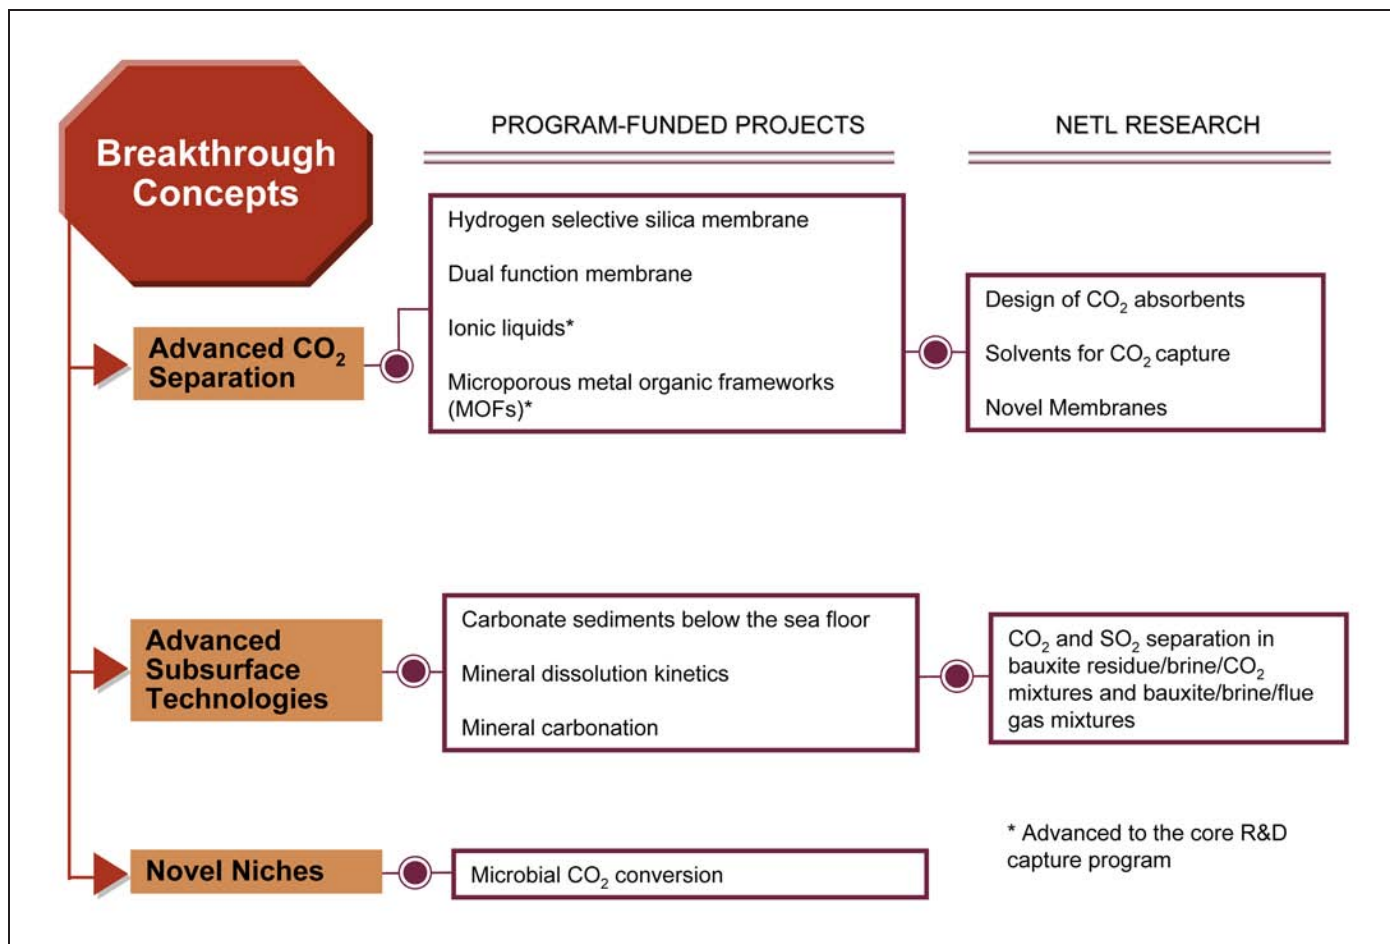 Breakthrough
Concepts
PROGRAM-FUNDED PROJECTS
NETL RESEARCH
Advanced CO₂
Separation
Hydrogen selective silica membrane
Dual function membrane
Ionic liquids*
Microporous metal organic frameworks
(MOFs)*
Design of CO₂ absorbents
Solvents for CO₂ capture
Novel Membranes
Advanced
Subsurface
Technologies
Carbonate sediments below the sea floor
Mineral dissolution kinetics
Mineral carbonation
CO₂ and SO₂ separation in
bauxite residue/brine/CO₂
mixtures and bauxite/brine/flue
gas mixtures
Novel Niches
Microbial CO₂ conversion
* Advanced to the core R&D
capture program